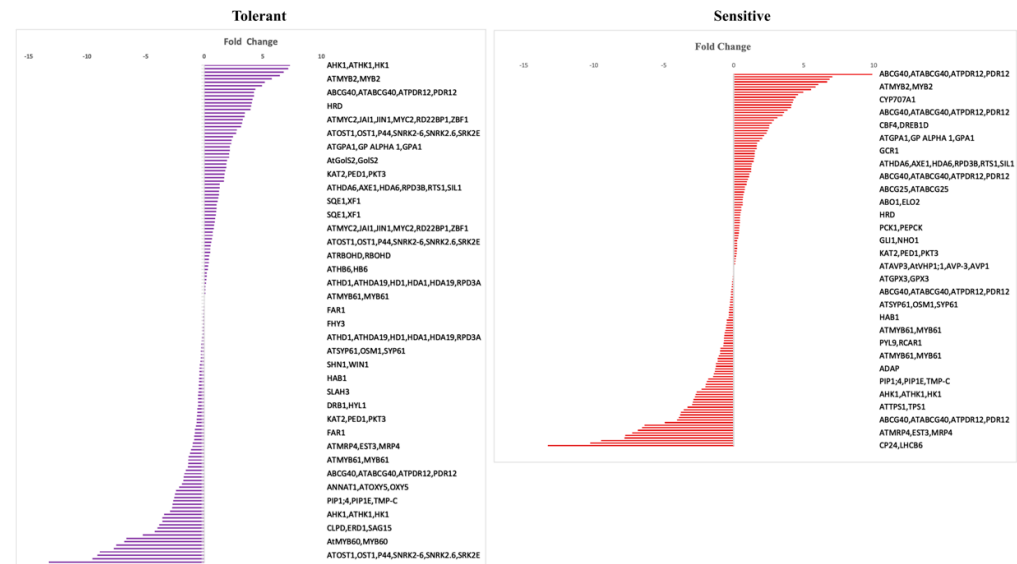 Tolerant
Fold Change
-15 -10 -5 0 5 10
AHK1,ATHK1,HK1
ATMYB2,MYB2
ABCG40,ATABCG40,ATPDR12,PDR12
HRD
ATMYC2,JAI1,JIN1,MYC2,RD22BP1,ZBF1
ATOST1,OST1,P44,SNRK2-6,SNRK2.6,SRK2E
ATGPA1,GP ALPHA 1,GPA1
AtGolS2,GolS2
KAT2,PED1,PKT3
ATHDA6,AXE1,HDA6,RPD3B,RTS1,SIL1
SQE1,XF1
SQE1,XF1
ATMYC2,JAI1,JIN1,MYC2,RD22BP1,ZBF1
ATOST1,OST1,P44,SNRK2-6,SNRK2.6,SRK2E
ATRBOHD,RBOHD
ATHB6,HB6
ATHD1,ATHDA19,HD1,HDA1,HDA19,RPD3A
ATMYB61,MYB61
FAR1
FHY3
ATHD1,ATHDA19,HD1,HDA1,HDA19,RPD3A
ATSYP61,OSM1,SYP61
SHN1,WIN1
HAB1
SLAH3
DRB1,HYL1
KAT2,PED1,PKT3
FAR1
ATMRP4,EST3,MRP4
ATMYB61,MYB61
ABCG40,ATABCG40,ATPDR12,PDR12
ANNAT1,ATOXY5,OXY5
PIP1;4,PIP1E,TMP-C
AHK1,ATHK1,HK1
CLPD,ERD1,SAG15
AtMYB60,MYB60
ATOST1,OST1,P44,SNRK2-6,SNRK2.6,SRK2E
Sensitive
Fold Change
-15 -10 -5 0 5 10
ABCG40,ATABCG40,ATPDR12,PDR12
ATMYB2,MYB2
CYP707A1
ABCG40,ATABCG40,ATPDR12,PDR12
CBF4,DREB1D
ATGPA1,GP ALPHA 1,GPA1
GCR1
ATHDA6,AXE1,HDA6,RPD3B,RTS1,SIL1
ABCG40,ATABCG40,ATPDR12,PDR12
ABCG25,ATABCG25
ABO1,ELO2
HRD
PCK1,PEPCK
GLI1,NHO1
KAT2,PED1,PKT3
ATAVP3,AtVHP1;1,AVP-3,AVP1
ATGPX3,GPX3
ABCG40,ATABCG40,ATPDR12,PDR12
ATSYP61,OSM1,SYP61
HAB1
ATMYB61,MYB61
PYL9,RCAR1
ATMYB61,MYB61
ADAP
PIP1;4,PIP1E,TMP-C
AHK1,ATHK1,HK1
ATTPS1,TPS1
ABCG40,ATABCG40,ATPDR12,PDR12
ATMRP4,EST3,MRP4
CP24,LHCB6